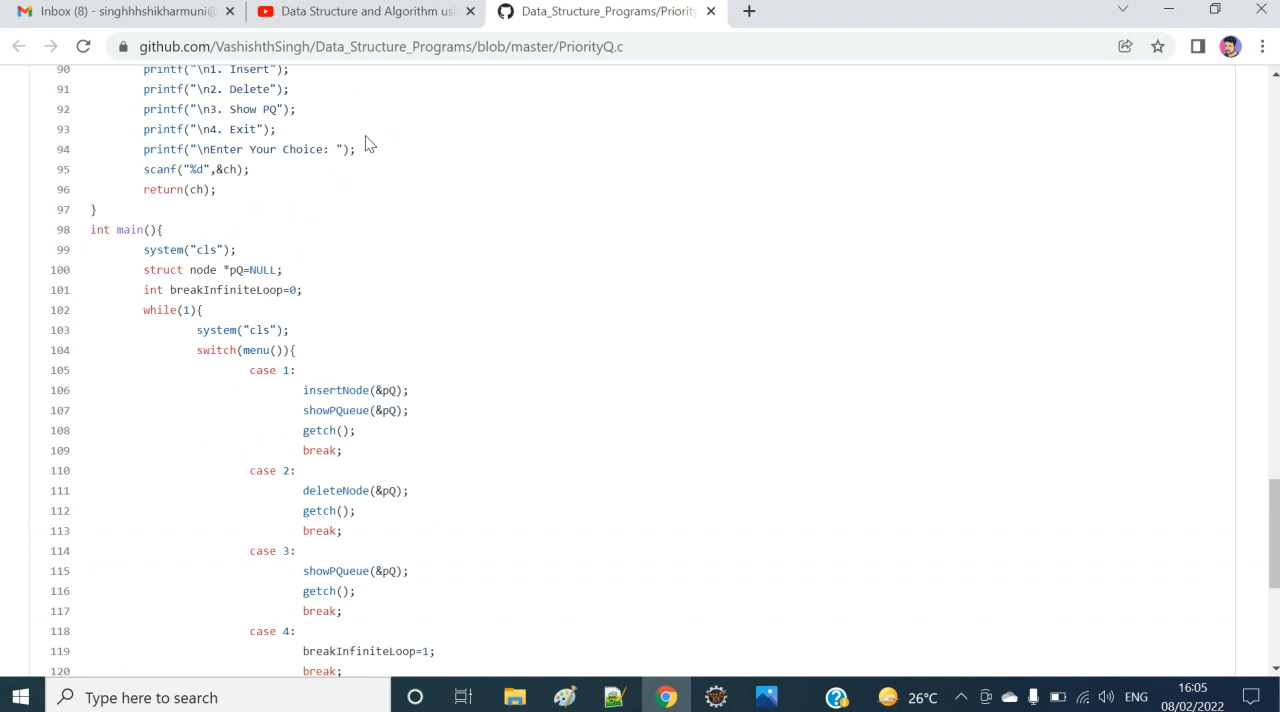 Inbox (8) - singhhhshikharmuni@
Data Structure and Algorithm usi
Data_Structure_Programs/Priority
github.com/VashishthSingh/Data_Structure_Programs/blob/master/PriorityQ.c
90 printf("\n1. Insert");
91 printf("\n2. Delete");
92 printf("\n3. Show PQ");
93 printf("\n4. Exit");
94 printf("\nEnter Your Choice: ");
95 scanf("%d",&ch);
96 return(ch);
97 }
98 int main(){
99 system("cls");
100 struct node *pQ=NULL;
101 int breakInfiniteLoop=0;
102 while(1){
103 system("cls");
104 switch(menu()){
105 case 1:
106 insertNode(&pQ);
107 showPQueue(&pQ);
108 getch();
109 break;
110 case 2:
111 deleteNode(&pQ);
112 getch();
113 break;
114 case 3:
115 showPQueue(&pQ);
116 getch();
117 break;
118 case 4:
119 breakInfiniteLoop=1;
120 break;
Type here to search
26°C
ENG
16:05
08/02/2022